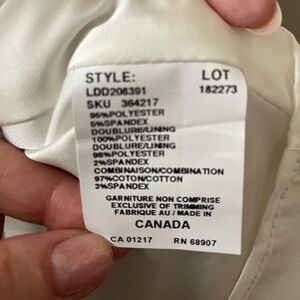 STYLE: LOT
LDD208391 182273
SKU 364217
95%POLYESTER
5%SPANDEX
DOUBLURE/LINING
100%POLYESTER
DOUBLURE/LINING
98%POLYESTER
2%SPANDEX
COMBINAISON/COMBINATION
97%COTON/COTTON
3%SPANDEX
GARNITURE NON COMPRISE
EXCLUSIVE OF TRIMMING
FABRIQUE AU / MADE IN
CANADA
CA 01217 RN 68907